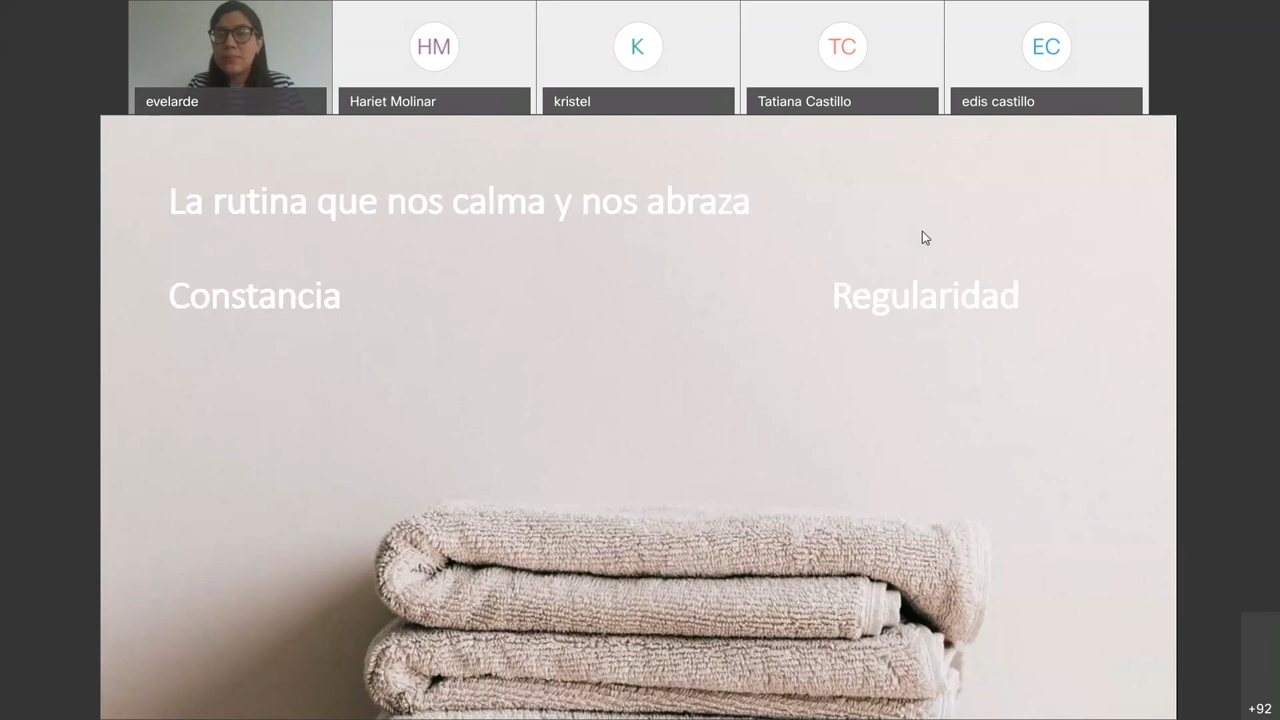 HM
K
TC
EC
evelarde
Hariet Molinar
kristel
Tatiana Castillo
edis castillo
La rutina que nos calma y nos abraza
Constancia
Regularidad
+92